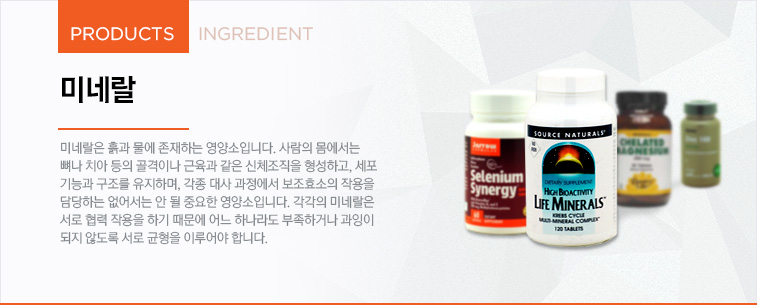 PRODUCTS INGREDIENT
미네랄
미네랄은 흙과 물에 존재하는 영양소입니다. 사람의 몸에서는
뼈나 치아 등의 골격이나 근육과 같은 신체조직을 형성하고, 세포
기능과 구조를 유지하며, 각종 대사 과정에서 보조효소의 작용을
담당하는 없어서는 안 될 중요한 영양소입니다. 각각의 미네랄은
서로 협력 작용을 하기 때문에 어느 하나라도 부족하거나 과잉이
되지 않도록 서로 균형을 이루어야 합니다.
Jarrow
Selenium
Synergy
SOURCE NATURALS
DIETARY SUPPLEMENT
HIGH BIOACTIVITY
LIFE MINERALS™
KREBS CYCLE
MULTI-MINERAL COMPLEX
120 TABLETS
CHELATED
MAGNESIUM